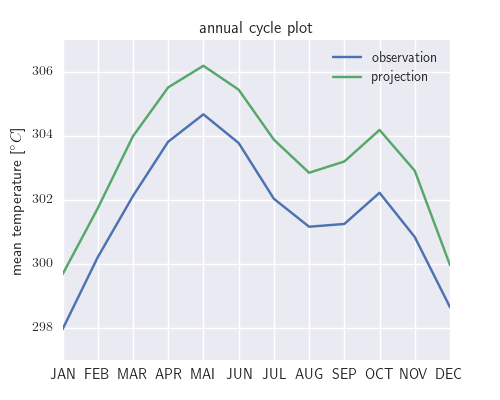 annual cycle plot
observation
projection
mean temperature [°C]
306
304
302
300
298
JAN FEB MAR APR MAI JUN JUL AUG SEP OCT NOV DEC